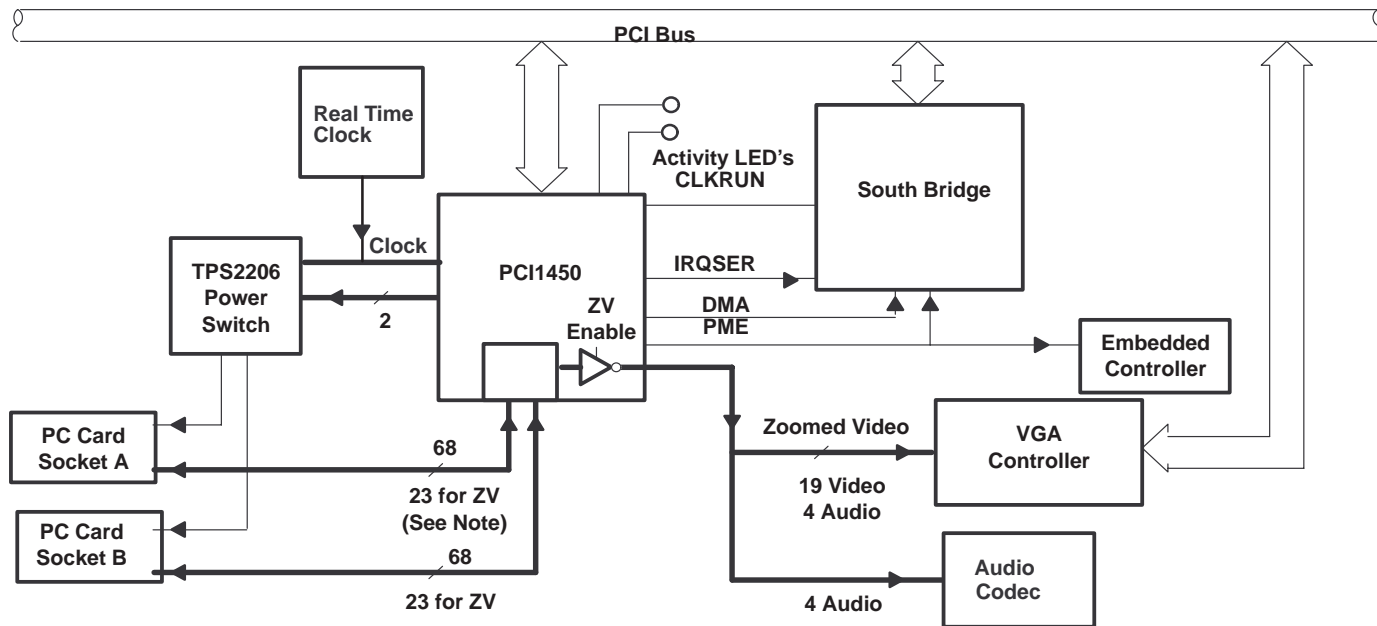 PCI Bus
Real Time
Clock
Activity LED's
CLKRUN
South Bridge
Clock
TPS2206
Power
Switch
PCI1450
IRQSER
2
ZV
Enable
DMA
PME
Embedded
Controller
PC Card
Socket A
68
23 for ZV
(See Note)
Zoomed Video
19 Video
4 Audio
VGA
Controller
PC Card
Socket B
68
23 for ZV
4 Audio
Audio
Codec